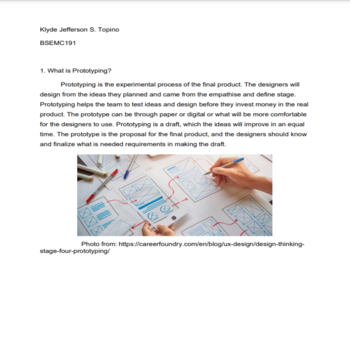 Klyde Jefferson S. Topino
BSEMC191
1. What is Prototyping?
Prototyping is the experimental process of the final product. The designers will
design from the ideas they planned and came from the empathise and define stage.
Prototyping helps the team to test ideas and design before they invest money in the real
product. The prototype can be through paper or digital or what will be more comfortable
for the designers to use. Prototyping is a draft, which the ideas will improve in an equal
time. The prototype is the proposal for the final product, and the designers should know
and finalize what is needed requirements in making the draft.
Photo from: https://careerfoundry.com/en/blog/ux-design/design-thinking-
stage-four-prototyping/